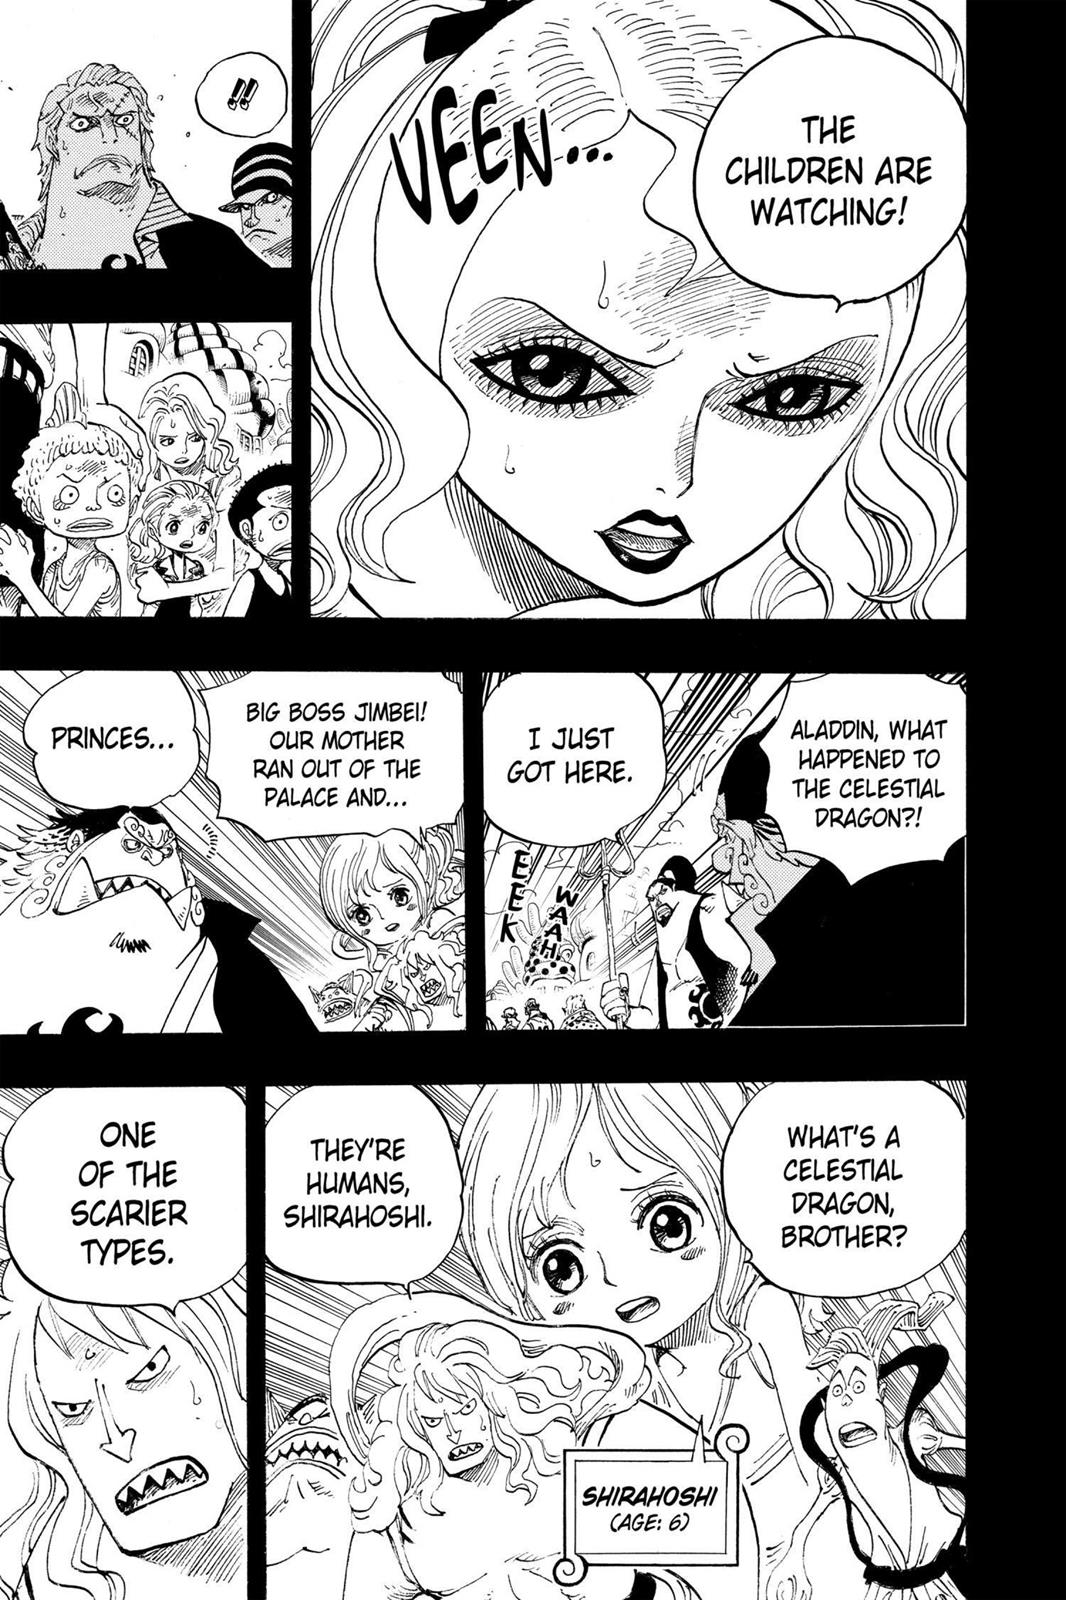 THE
CHILDREN ARE
WATCHING!
VEEN...
!!
ALADDIN, WHAT
HAPPENED TO
THE CELESTIAL
DRAGON?!
I JUST
GOT HERE.
WAAH
EEEK
BIG BOSS JIMBEI!
OUR MOTHER
RAN OUT OF THE
PALACE AND...
PRINCES...
WHAT'S A
CELESTIAL
DRAGON,
BROTHER?
SHIRAHOSHI
(AGE: 6)
THEY'RE
HUMANS,
SHIRAHOSHI.
ONE
OF THE
SCARIER
TYPES.